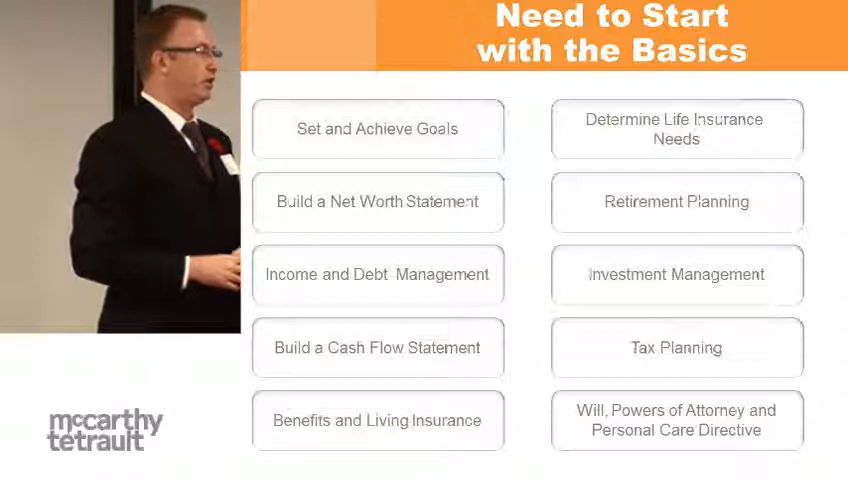 Need to Start
with the Basics
Set and Achieve Goals
Build a Net Worth Statement
Income and Debt Management
Build a Cash Flow Statement
Benefits and Living Insurance
Determine Life Insurance
Needs
Retirement Planning
Investment Management
Tax Planning
Will, Powers of Attorney and
Personal Care Directive
mccarthy
tetrault